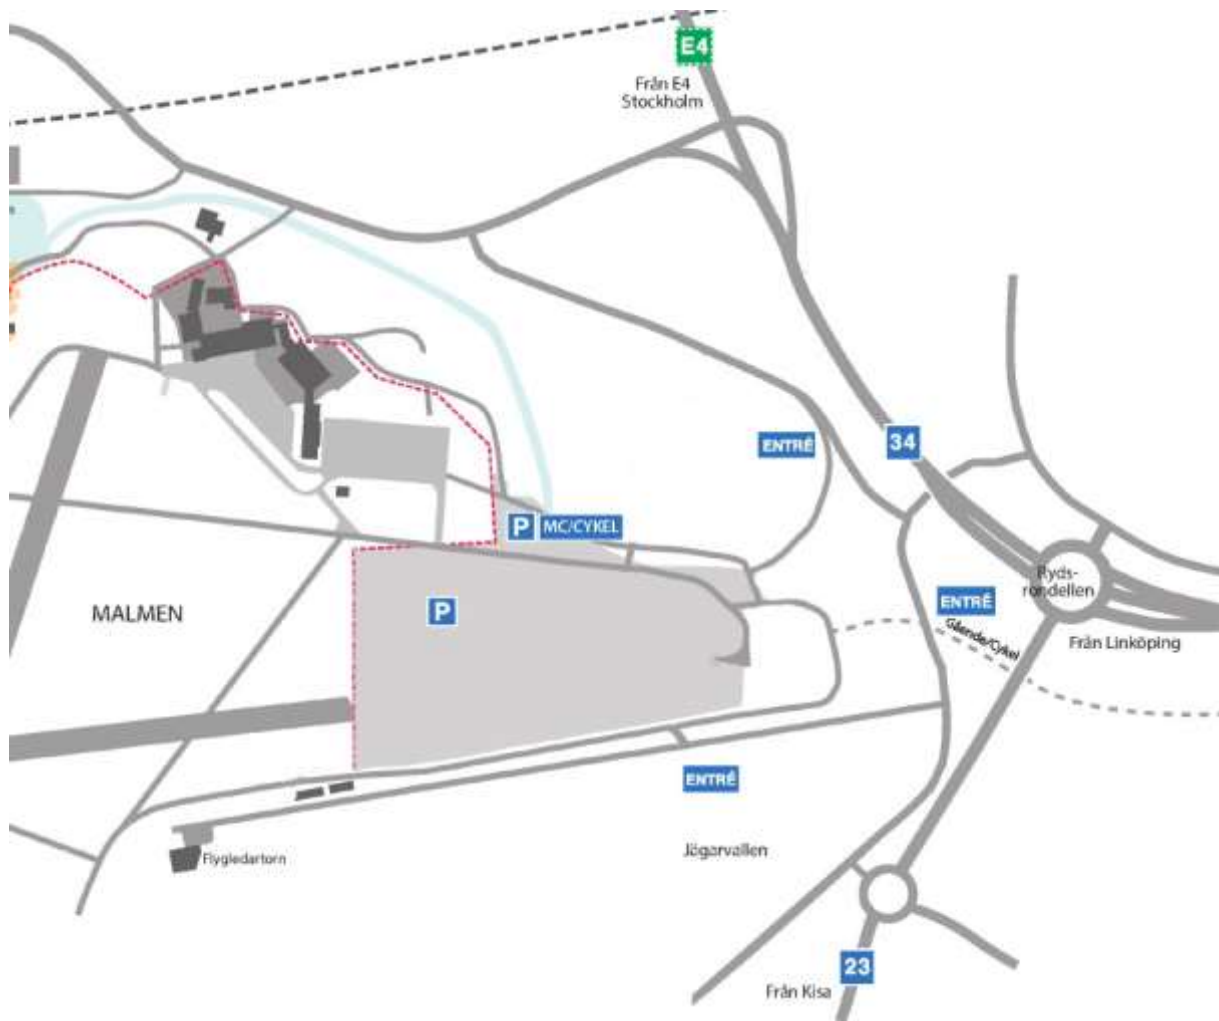 E4
Från E4
Stockholm
34
ENTRÉ
P MC/CYKEL
Ryds-
rondellen
ENTRÉ
MALMEN
P
Gående/Cykel
Från Linköping
ENTRÉ
Jägarvallen
Flygledartorn
23
Från Kisa